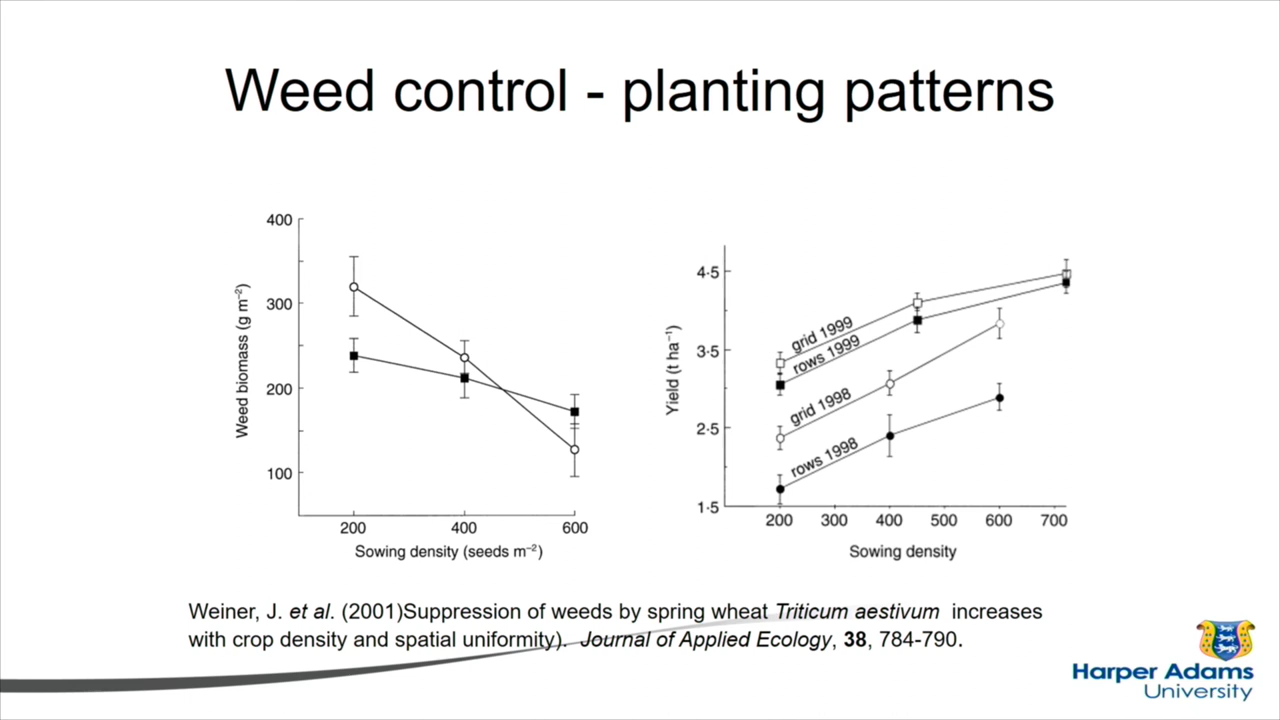 Weed control - planting patterns
400
300
200
100
Weed biomass (g m⁻²)
200 400 600
Sowing density (seeds m⁻²)
4·5
3·5
2·5
1·5
Yield (t ha⁻¹)
grid 1999
rows 1999
grid 1998
rows 1998
200 300 400 500 600 700
Sowing density
Weiner, J. et al. (2001)Suppression of weeds by spring wheat Triticum aestivum increases
with crop density and spatial uniformity). Journal of Applied Ecology, 38, 784-790.
Harper Adams
University